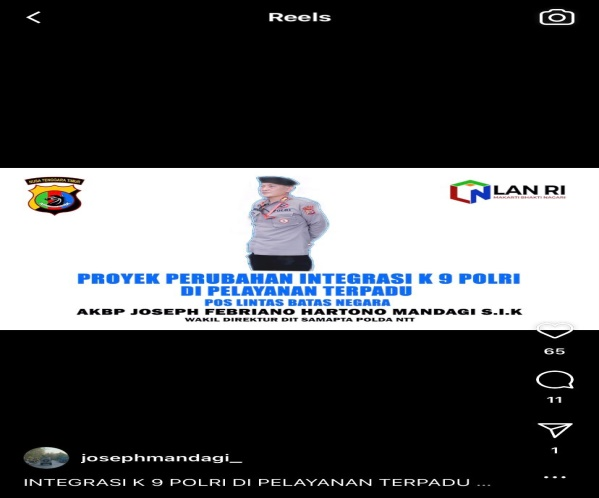 Reels
NUSA TENGGARA TIMUR
LAN RI
MAKARTI BHAKTI NAGARI
POLRI
PROYEK PERUBAHAN INTEGRASI K 9 POLRI
DI PELAYANAN TERPADU
POS LINTAS BATAS NEGARA
AKBP JOSEPH FEBRIANO HARTONO MANDAGI S.I.K
WAKIL DIREKTUR DIT SAMAPTA POLDA NTT
65
11
1
josephmandagi_
INTEGRASI K 9 POLRI DI PELAYANAN TERPADU ...